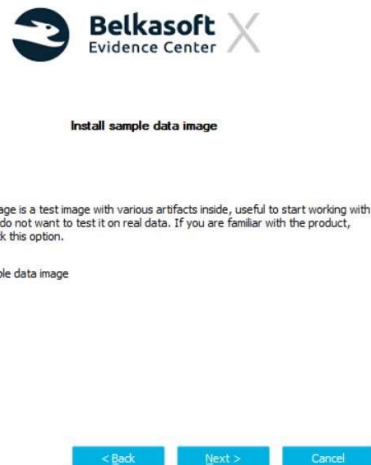 Belkasoft
Evidence Center X
Install sample data image
is a test image with various artifacts inside, useful to start working with
do not want to test it on real data. If you are familiar with the product,
this option.
data image
< Back Next > Cancel